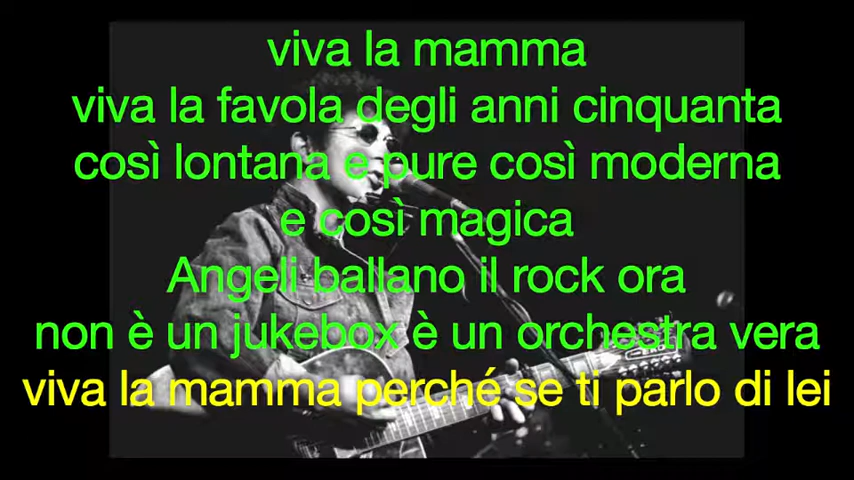 viva la mamma
viva la favola degli anni cinquanta
così lontana e pure così moderna
e così magica
Angeli ballano il rock ora
non è un jukebox è un orchestra vera
viva la mamma perché se ti parlo di lei